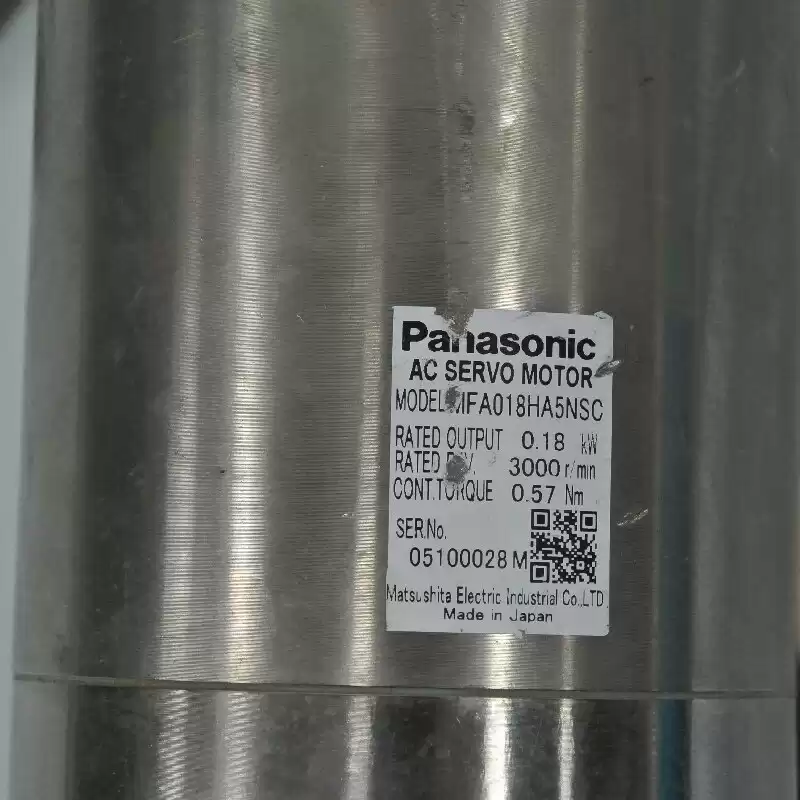 Panasonic
AC SERVO MOTOR
MODEL MFA018HA5NSC
RATED OUTPUT 0.18 kW
RATED REV. 3000 r/min
CONT.TORQUE 0.57 Nm
SER.No.
05100028 M
Matsushita Electric Industrial Co.,LTD
Made in Japan